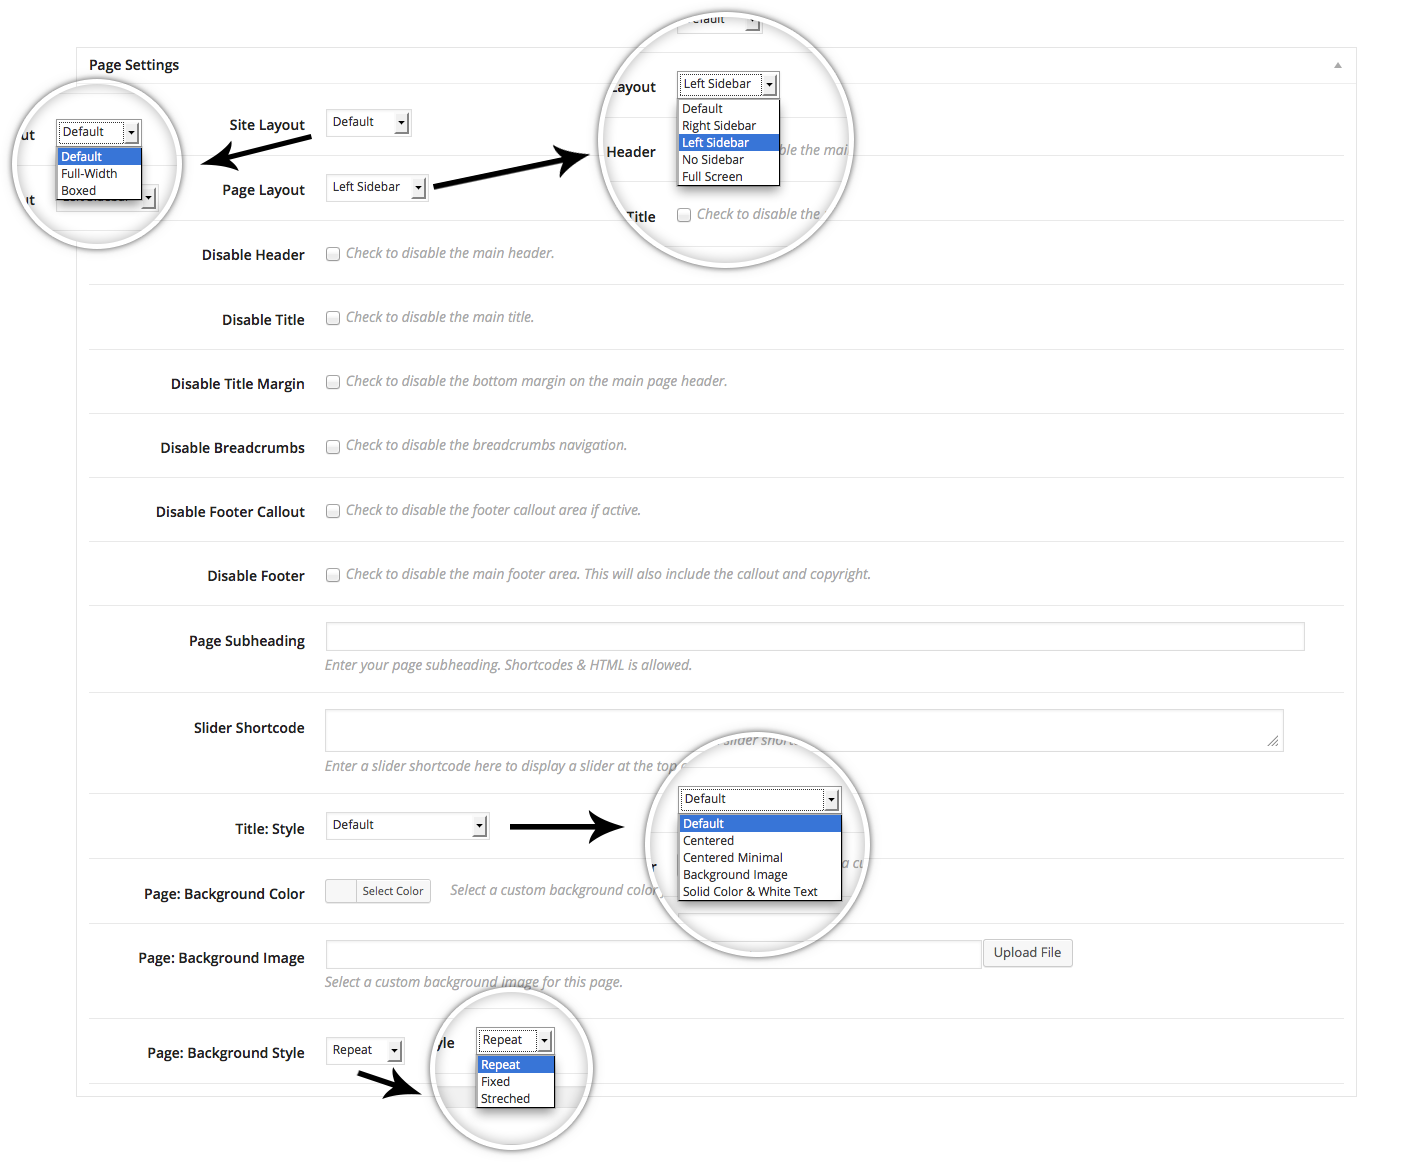 Default
Page Settings
Layout
Left Sidebar
Default
Right Sidebar
Left Sidebar
No Sidebar
Full Screen
Header
ble the mai
Title
Check to disable the
ut
Default
Default
Full-Width
Boxed
ut
Site Layout
Default
Page Layout
Left Sidebar
Disable Header
Check to disable the main header.
Disable Title
Check to disable the main title.
Disable Title Margin
Check to disable the bottom margin on the main page header.
Disable Breadcrumbs
Check to disable the breadcrumbs navigation.
Disable Footer Callout
Check to disable the footer callout area if active.
Disable Footer
Check to disable the main footer area. This will also include the callout and copyright.
Page Subheading
Enter your page subheading. Shortcodes & HTML is allowed.
Slider Shortcode
slider short
Enter a slider shortcode here to display a slider at the top
Title: Style
Default
Default
Default
Centered
Centered Minimal
Background Image
Solid Color & White Text
r
a cu
Page: Background Color
Select Color
Select a custom background color
Page: Background Image
Upload File
Select a custom background image for this page.
Page: Background Style
Repeat
yle
Repeat
Repeat
Fixed
Streched